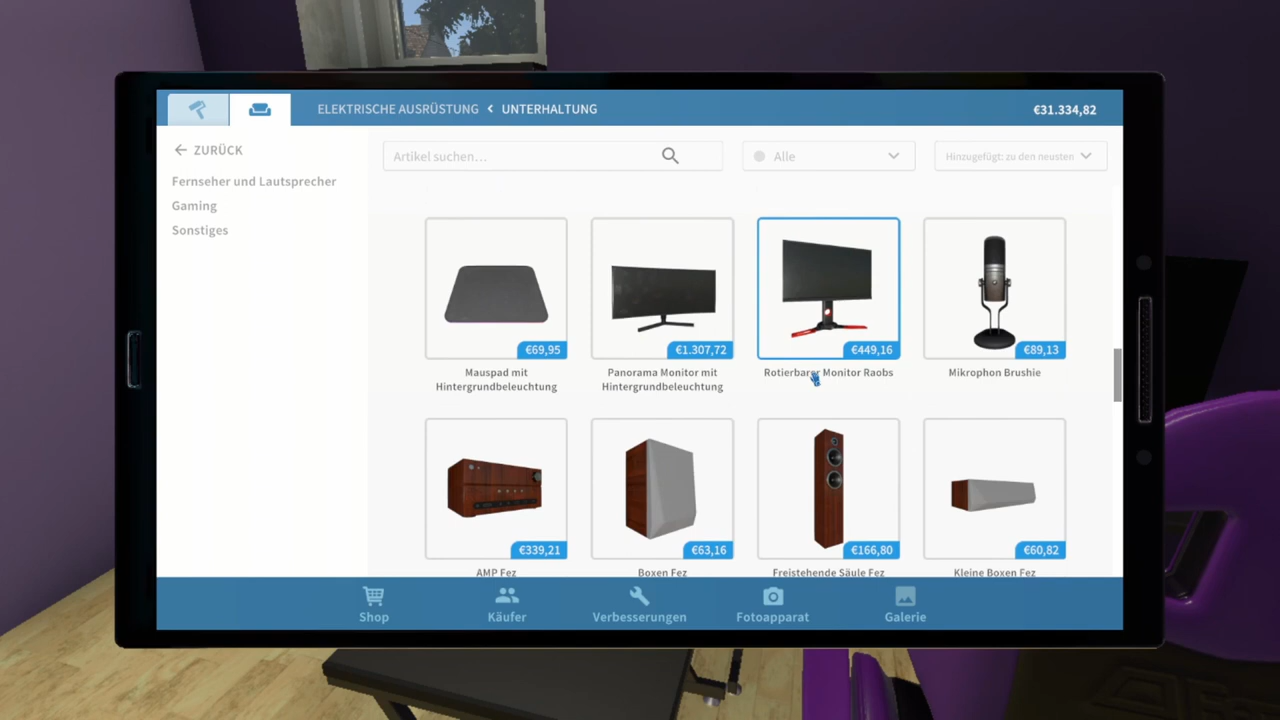 ELEKTRISCHE AUSRÜSTUNG < UNTERHALTUNG
€31.334,82
ZURÜCK
Fernseher und Lautsprecher
Gaming
Sonstiges
Artikel suchen...
Alle
Hinzugefügt: zu den neusten
€69,95
€1.307,72
€449,16
€89,13
Mauspad mit
Hintergrundbeleuchtung
Panorama Monitor mit
Hintergrundbeleuchtung
Rotierbarer Monitor Raobs
Mikrophon Brushie
€339,21
€63,16
€166,80
€60,82
AMP Fez
Boxen Fez
Freistehende Säule Fez
Kleine Boxen Fez
Shop
Käufer
Verbesserungen
Fotoapparat
Galerie